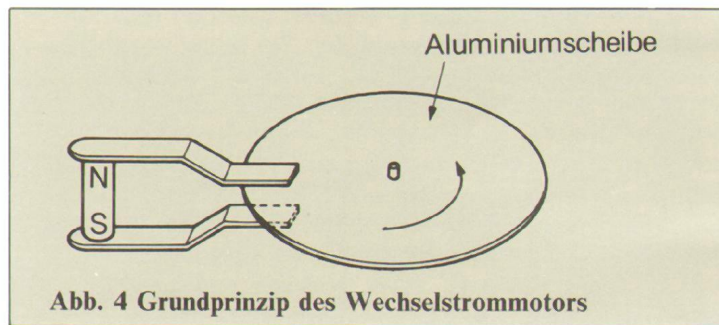 Aluminiumscheibe
N
S
Abb. 4 Grundprinzip des Wechselstrommotors